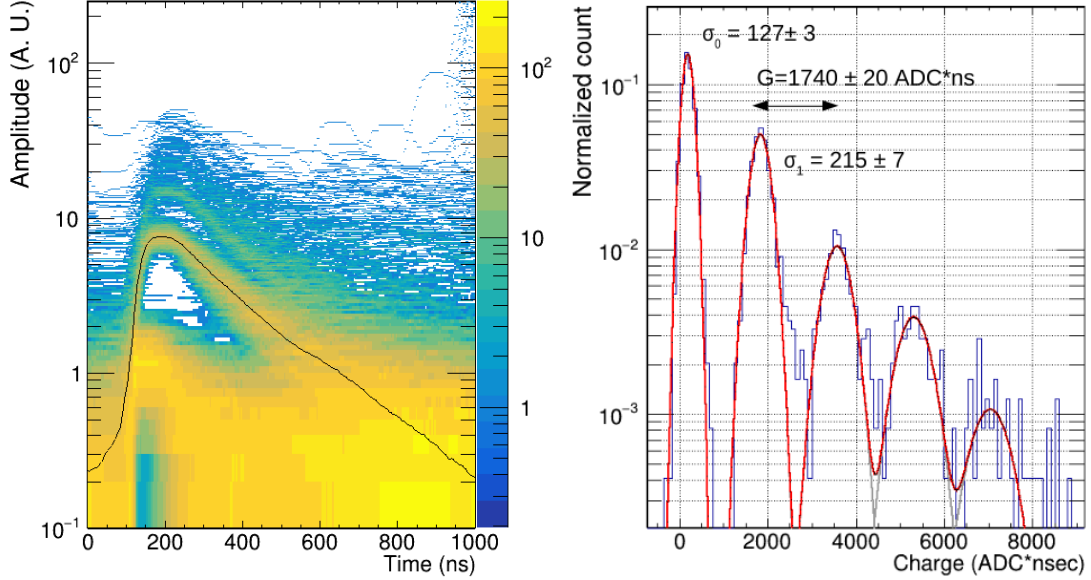 Amplitude (A. U.)
10²
10
1
10⁻¹
0 200 400 600 800 1000
Time (ns)
10²
10
1
Normalized count
10⁻¹
10⁻²
10⁻³
σ₀ = 127± 3
G=1740 ± 20 ADC*ns
σ₁ = 215 ± 7
0 2000 4000 6000 8000
Charge (ADC*nsec)